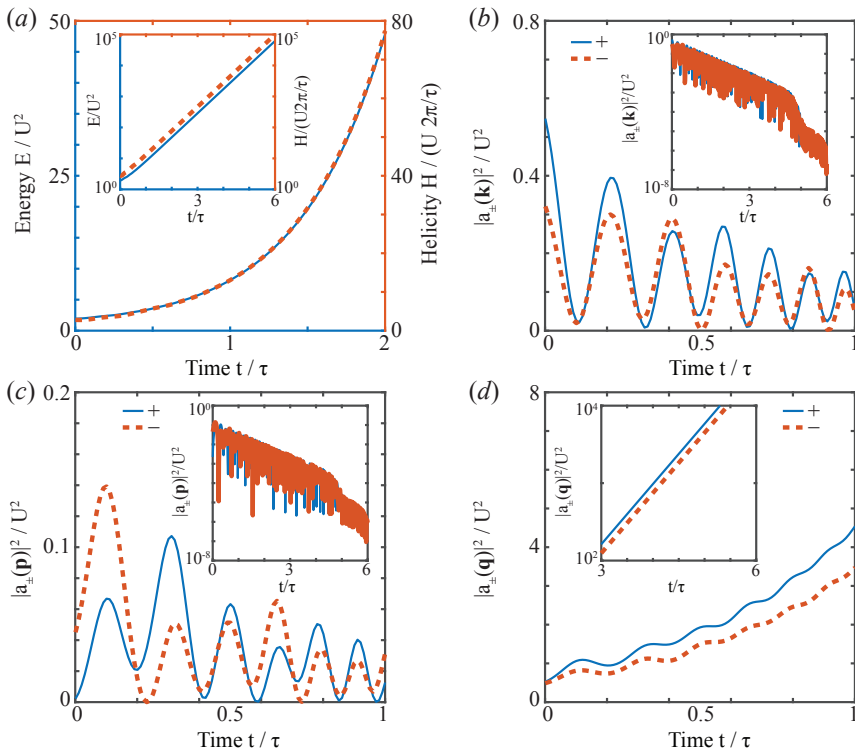 (a)
50
25
0
Energy E / U²
0
1
2
Time t / τ
80
40
0
Helicity H / (U 2π/τ)
10⁵
10⁰
E/U²
0
3
6
t/τ
10⁵
10⁰
H/(U2π/τ)
(b)
0.8
0.4
0
|a±(k)|² / U²
+
−
0
0.5
1
Time t / τ
10⁰
10⁻⁸
|a±(k)|²/U²
0
3
6
t/τ
(c)
0.2
0.1
0
|a±(p)|² / U²
+
−
0
0.5
1
Time t / τ
10⁰
10⁻⁸
|a±(p)|²/U²
0
3
6
t/τ
(d)
8
4
0
|a±(q)|² / U²
+
−
0
0.5
1
Time t / τ
10⁴
10²
|a±(q)|²/U²
3
6
t/τ